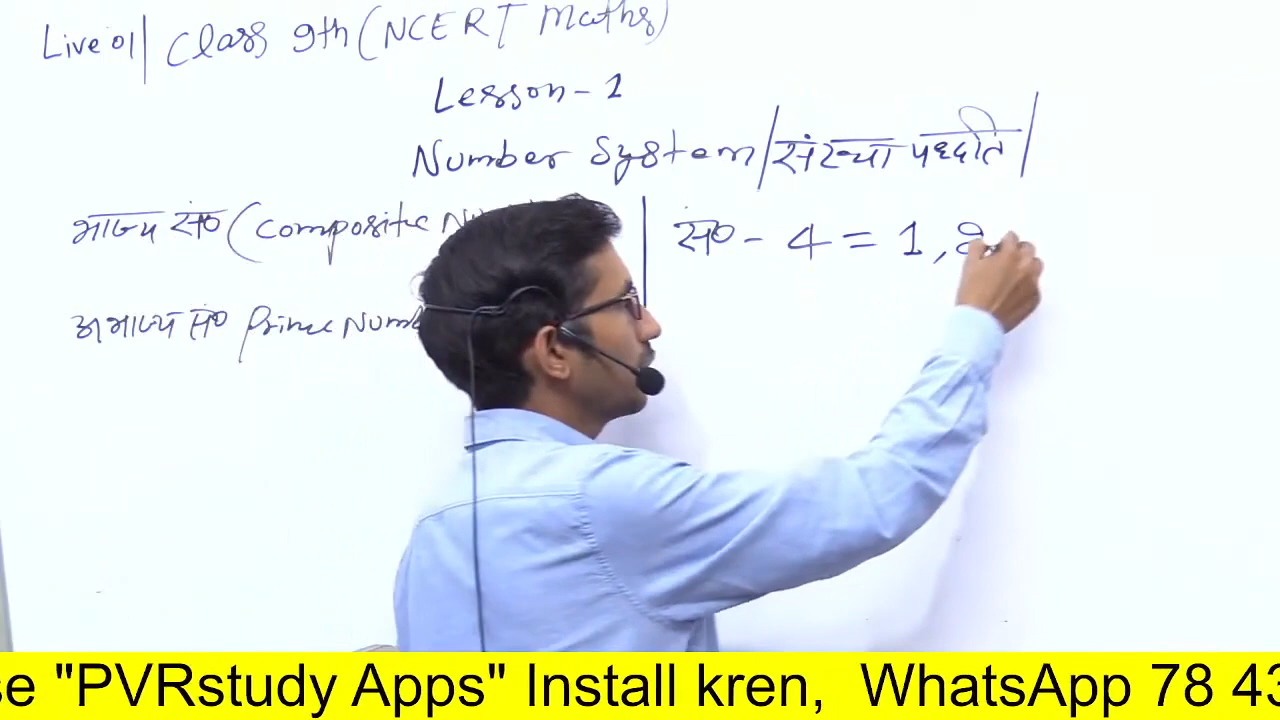 Live 01| Class 9th (NCERT Maths)
Lesson-1
Number System |संख्या पद्धति|
भाज्य सं० (Composite
सं० - 4 = 1, 2
अभाज्य सं० Prime
se "PVRstudy Apps" Install kren, WhatsApp 78 43